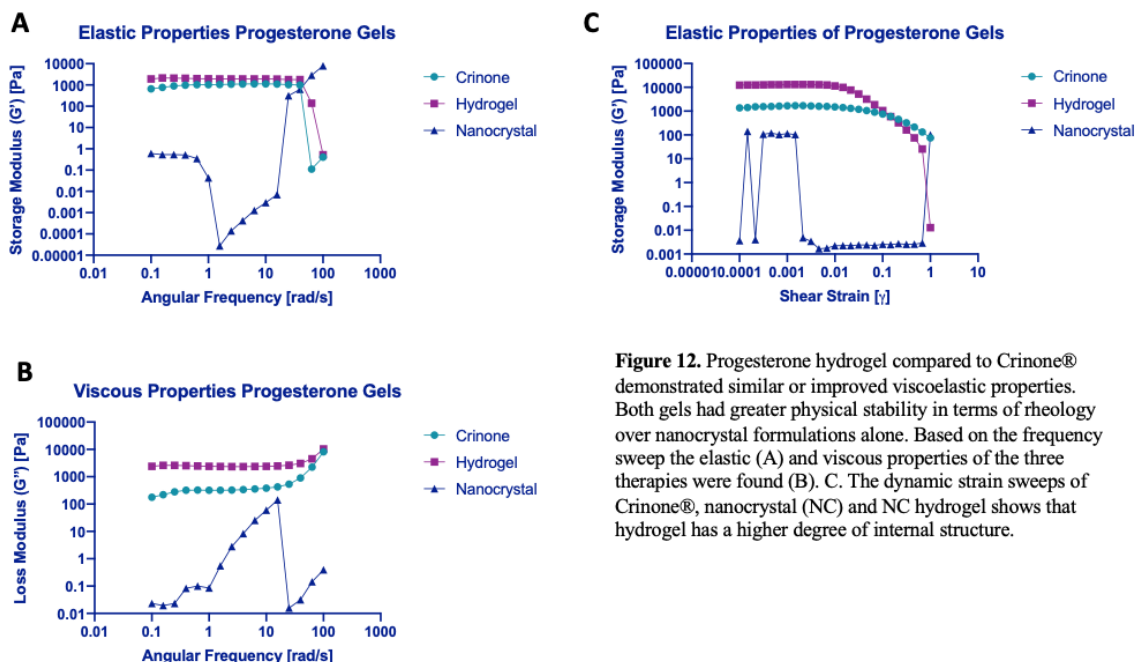 A
Elastic Properties Progesterone Gels
Storage Modulus (G') [Pa]
100000
10000
1000
100
10
1
0.1
0.01
0.001
0.0001
0.00001
0.01 0.1 1 10 100 1000
Angular Frequency [rad/s]
Crinone
Hydrogel
Nanocrystal
B
Viscous Properties Progesterone Gels
Loss Modulus (G") [Pa]
100000
10000
1000
100
10
1
0.1
0.01
0.01 0.1 1 10 100 1000
Angular Frequency [rad/s]
Crinone
Hydrogel
Nanocrystal
C
Elastic Properties of Progesterone Gels
Storage Modulus (G') [Pa]
100000
10000
1000
100
10
1
0.1
0.01
0.001
0.00001 0.0001 0.001 0.01 0.1 1 10
Shear Strain [γ]
Crinone
Hydrogel
Nanocrystal
Figure 12. Progesterone hydrogel compared to Crinone®
demonstrated similar or improved viscoelastic properties.
Both gels had greater physical stability in terms of rheology
over nanocrystal formulations alone. Based on the frequency
sweep the elastic (A) and viscous properties of the three
therapies were found (B). C. The dynamic strain sweeps of
Crinone®, nanocrystal (NC) and NC hydrogel shows that
hydrogel has a higher degree of internal structure.